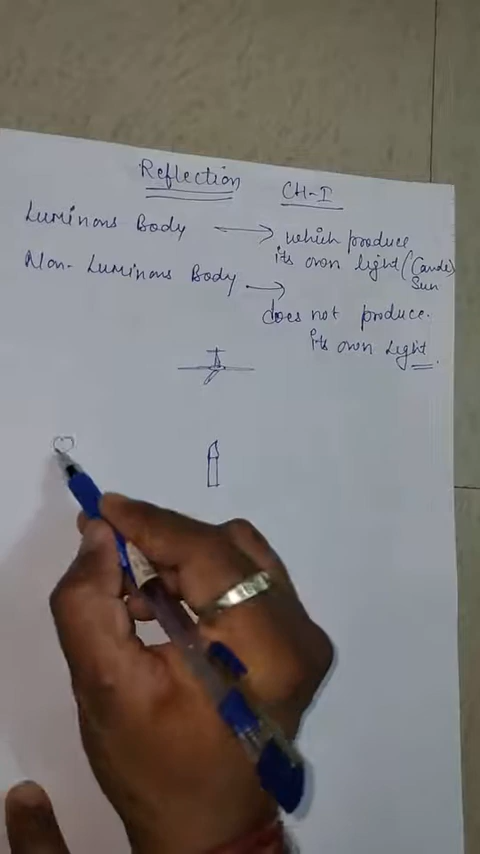 Reflection CH-I
Luminous Body → which produce
its own light (Cande)
Sun
Non-Luminous Body →
does not produce.
its own light